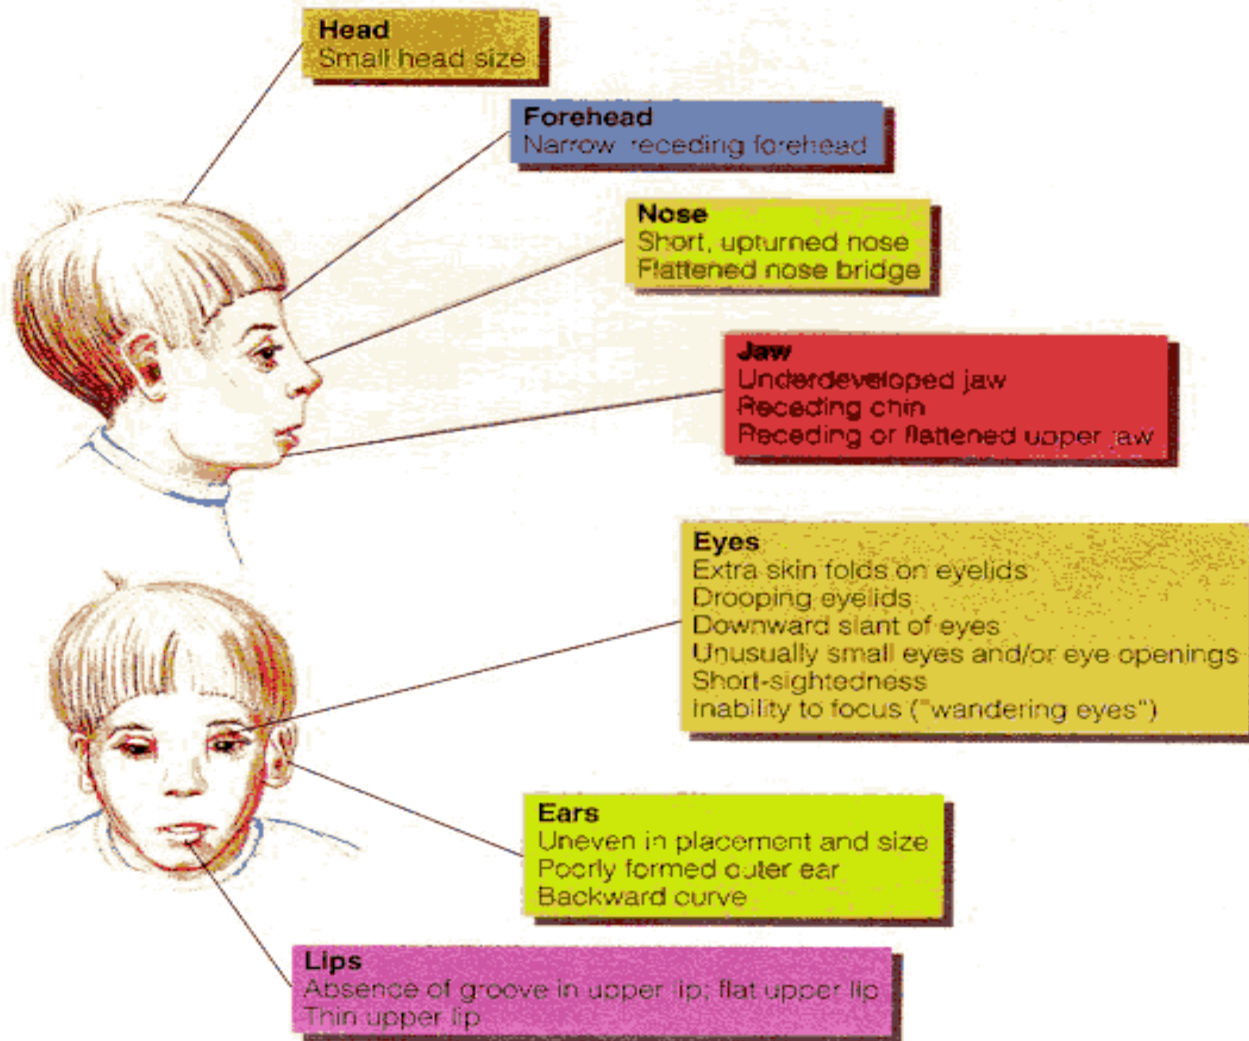 Head
Small head size
Forehead
Narrow receding forehead
Nose
Short, upturned nose
Flattened nose bridge
Jaw
Underdeveloped jaw
Receding chin
Receding or flattened upper jaw
Eyes
Extra skin folds on eyelids
Drooping eyelids
Downward slant of eyes
Unusually small eyes and/or eye openings
Short-sightedness
Inability to focus ("wandering eyes")
Ears
Uneven in placement and size
Poorly formed outer ear
Backward curve
Lips
Absence of groove in upper lip; flat upper lip
Thin upper lip